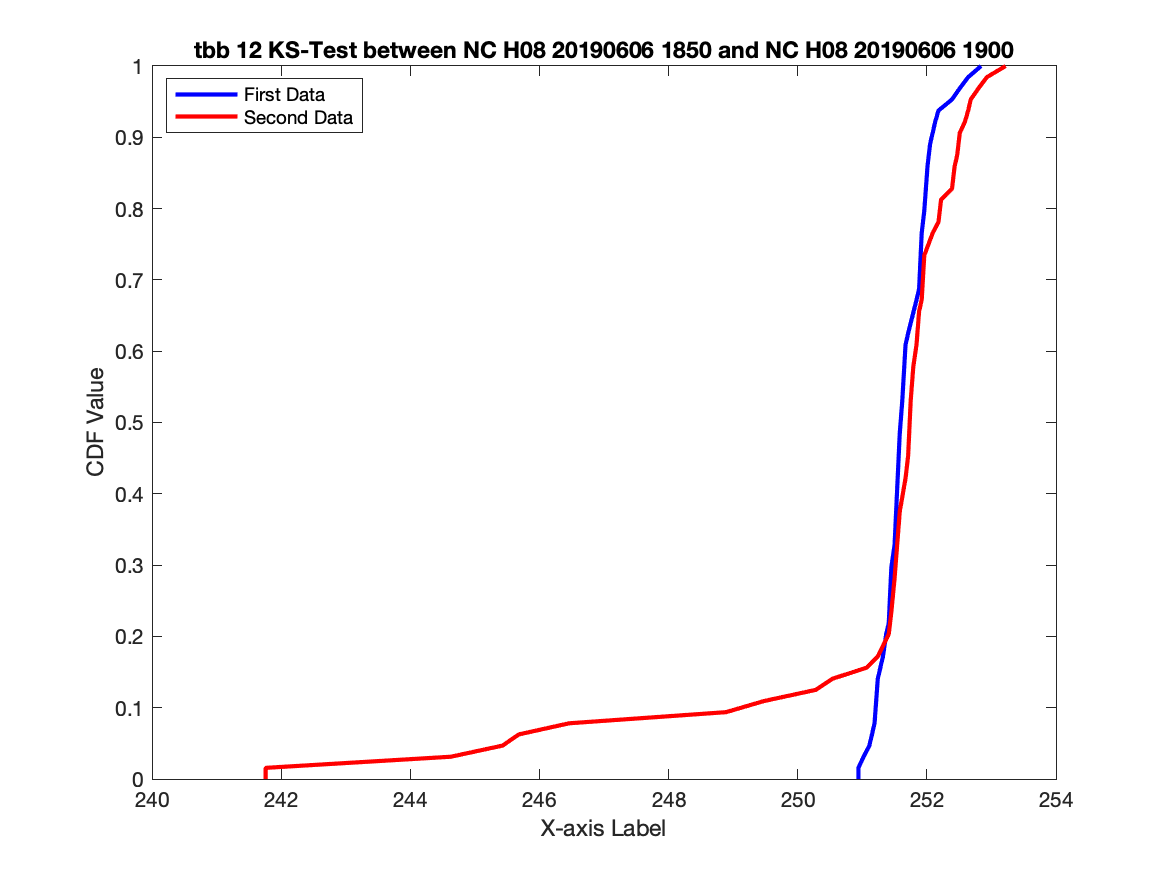 tbb 12 KS-Test between NC H08 20190606 1850 and NC H08 20190606 1900
First Data
Second Data
1
0.9
0.8
0.7
0.6
0.5
0.4
0.3
0.2
0.1
0
CDF Value
240 242 244 246 248 250 252 254
X-axis Label